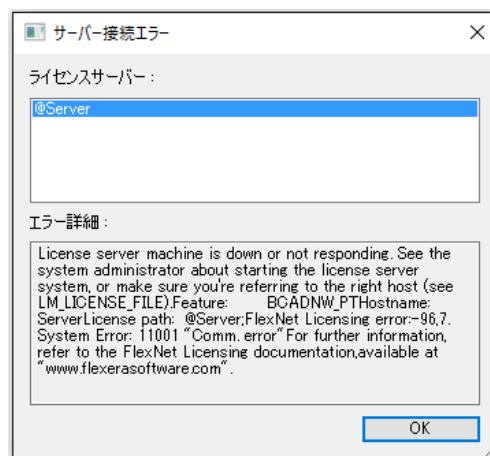 サーバー接続エラー
ライセンスサーバー：
@Server
エラー詳細：
License server machine is down or not responding. See the
system administrator about starting the license server
system, or make sure you're referring to the right host (see
LM_LICENSE_FILE).Feature: BCADNW_PTHostname:
ServerLicense path: @Server;FlexNet Licensing error:-96,7.
System Error: 11001 "Comm. error"For further information,
refer to the FlexNet Licensing documentation,available at
"www.flexerasoftware.com".
OK